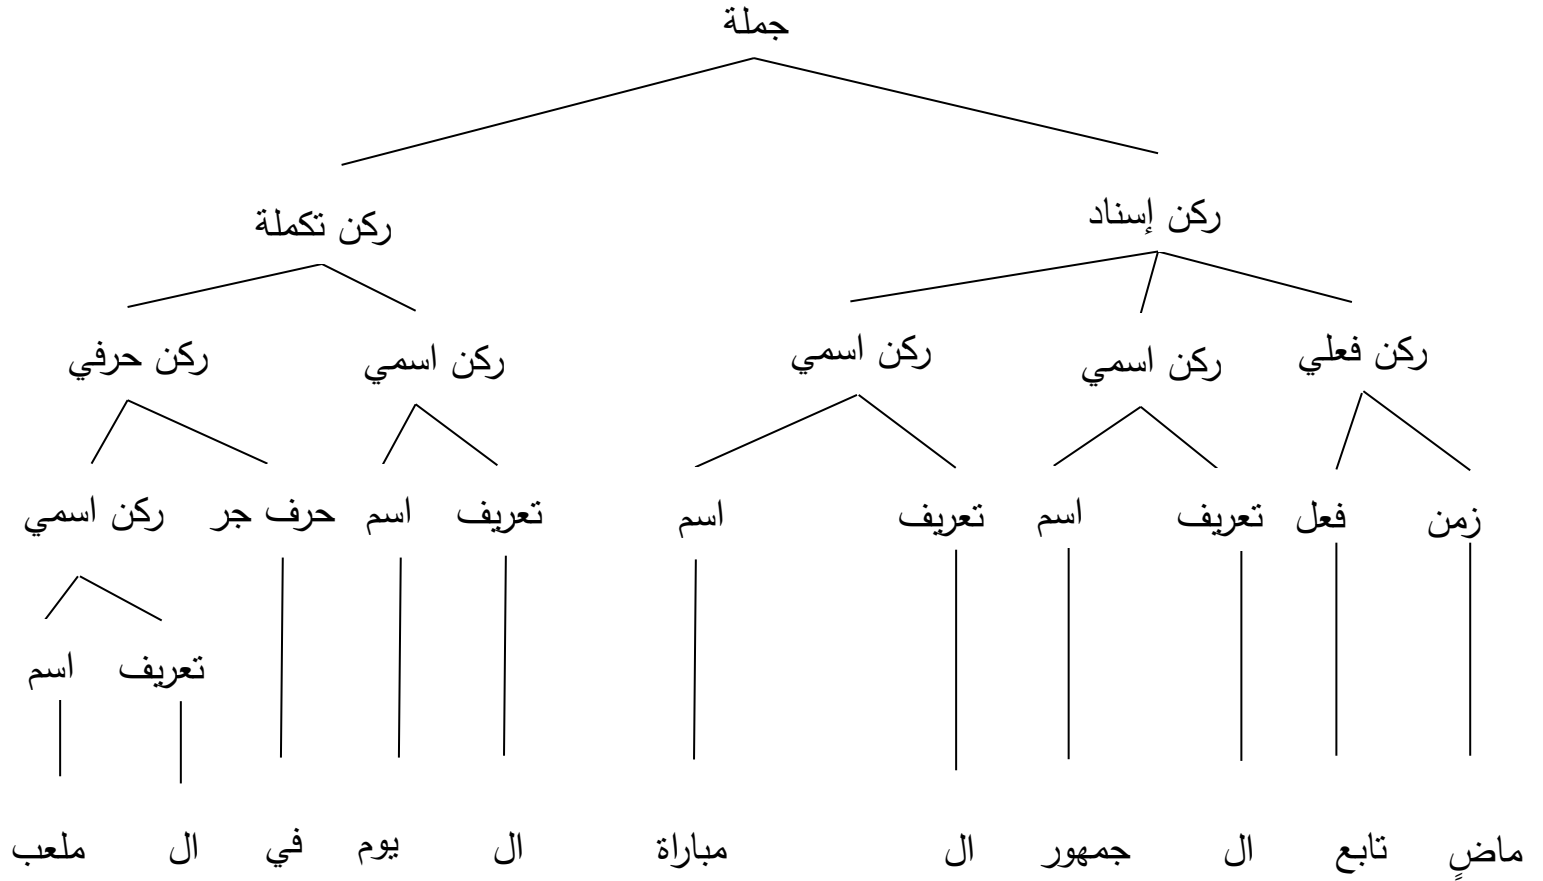 جملة
ركن إسناد ركن تكملة
ركن فعلي ركن اسمي ركن اسمي ركن اسمي ركن حرفي
زمن فعل تعريف اسم تعريف اسم تعريف اسم حرف جر ركن اسمي
تعريف اسم
ماضٍ تابع ال جمهور ال مباراة ال يوم في ال ملعب